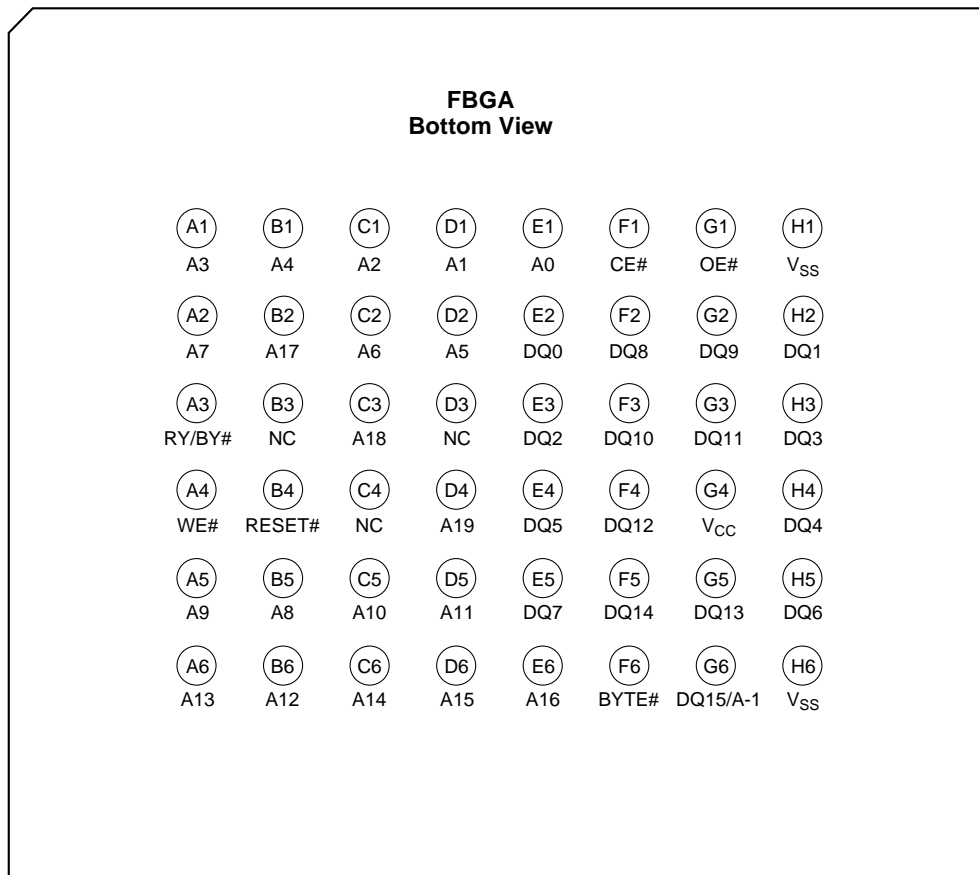 FBGA
Bottom View
A1 B1 C1 D1 E1 F1 G1 H1
A3 A4 A2 A1 A0 CE# OE# VSS
A2 B2 C2 D2 E2 F2 G2 H2
A7 A17 A6 A5 DQ0 DQ8 DQ9 DQ1
A3 B3 C3 D3 E3 F3 G3 H3
RY/BY# NC A18 NC DQ2 DQ10 DQ11 DQ3
A4 B4 C4 D4 E4 F4 G4 H4
WE# RESET# NC A19 DQ5 DQ12 VCC DQ4
A5 B5 C5 D5 E5 F5 G5 H5
A9 A8 A10 A11 DQ7 DQ14 DQ13 DQ6
A6 B6 C6 D6 E6 F6 G6 H6
A13 A12 A14 A15 A16 BYTE# DQ15/A-1 VSS